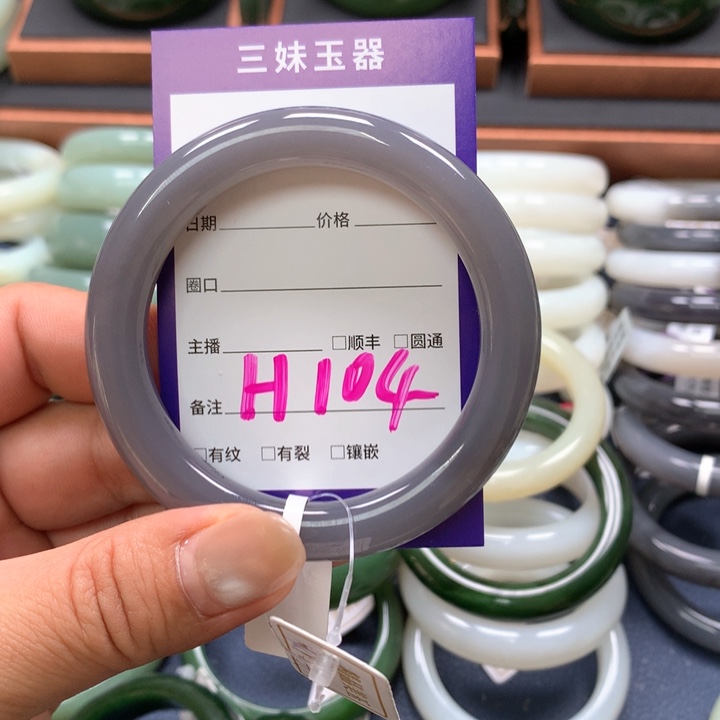 三妹玉器
日期 价格
圈口
主播 □顺丰 □圆通
备注 H104
□有纹 □有裂 □镶嵌